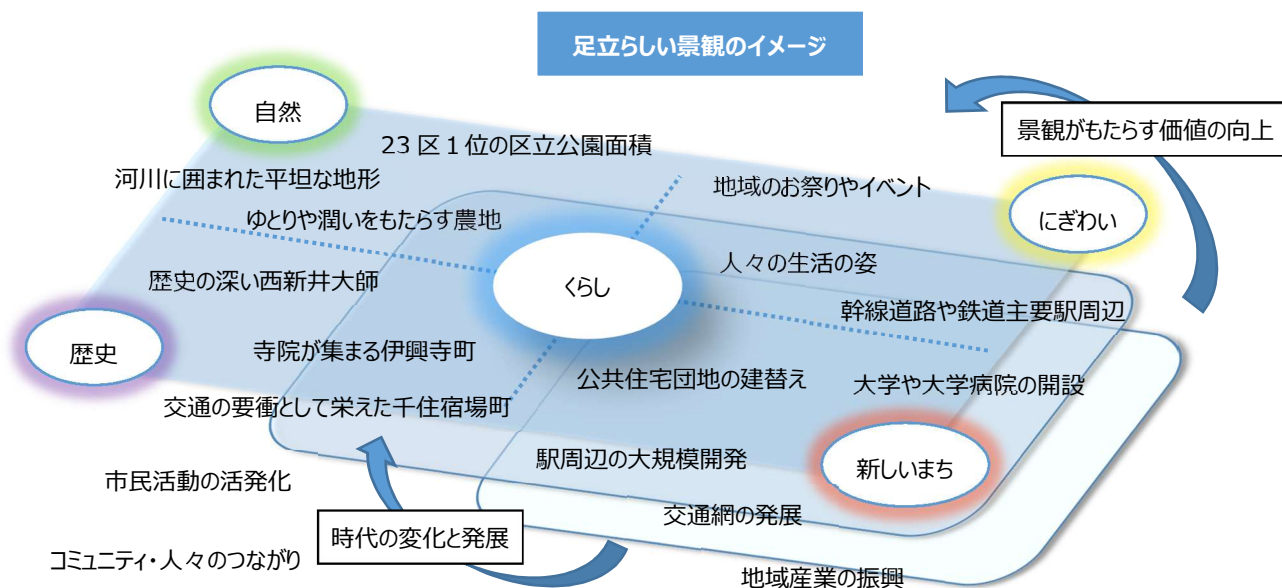 足立らしい景観のイメージ
自然
景観がもたらす価値の向上
23区1位の区立公園面積
河川に囲まれた平坦な地形
地域のお祭りやイベント
ゆとりや潤いをもたらす農地
にぎわい
人々の生活の姿
歴史の深い西新井大師
くらし
幹線道路や鉄道主要駅周辺
歴史
寺院が集まる伊興寺町
公共住宅団地の建替え
大学や大学病院の開設
交通の要衝として栄えた千住宿場町
駅周辺の大規模開発
新しいまち
市民活動の活発化
交通網の発展
時代の変化と発展
コミュニティ・人々のつながり
地域産業の振興